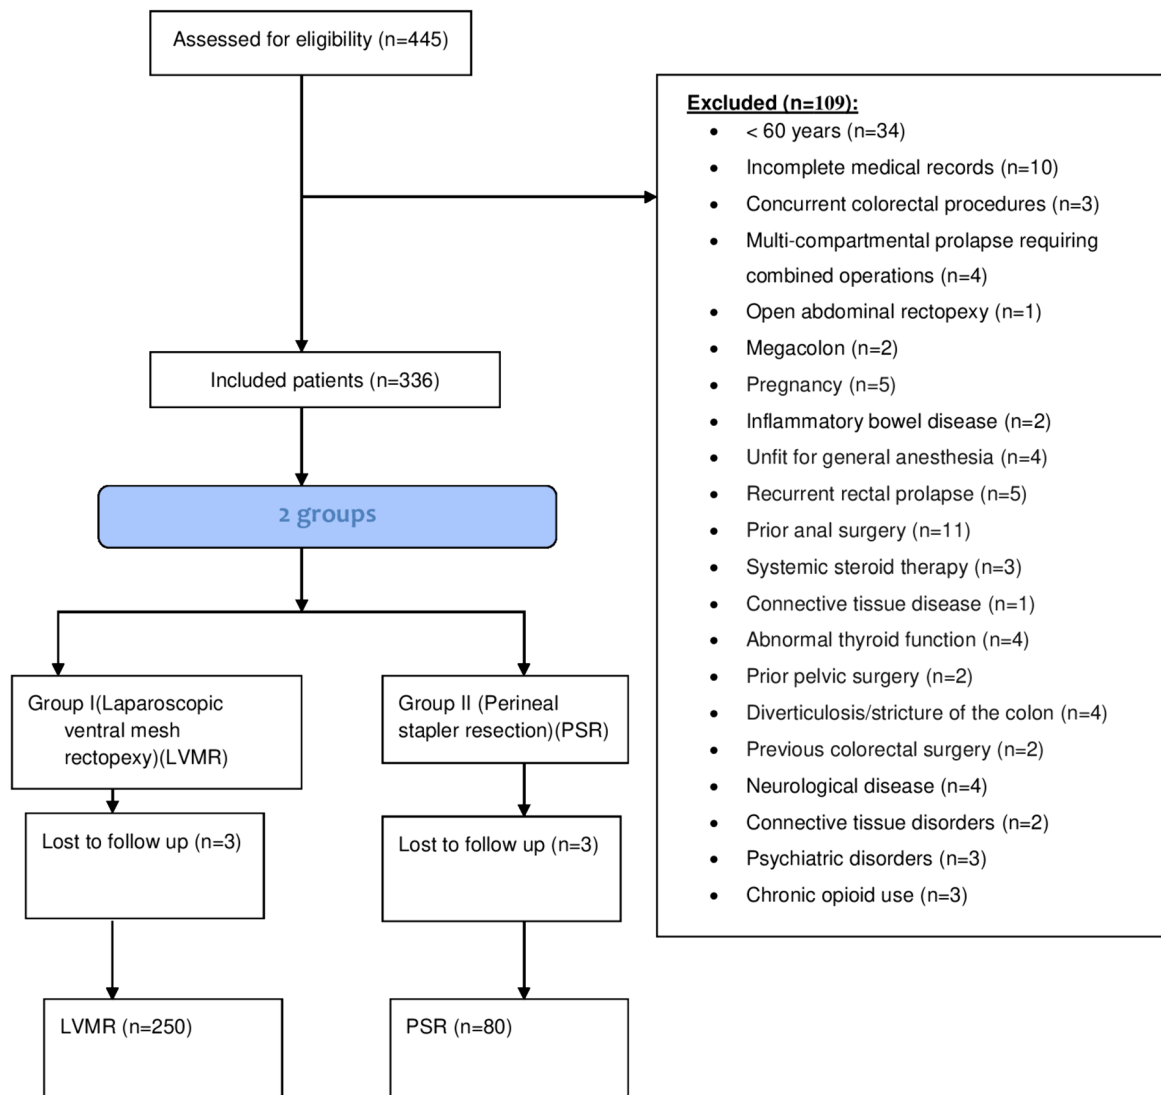 Assessed for eligibility (n=445)
Excluded (n=109):
• < 60 years (n=34)
• Incomplete medical records (n=10)
• Concurrent colorectal procedures (n=3)
• Multi-compartmental prolapse requiring
combined operations (n=4)
• Open abdominal rectopexy (n=1)
• Megacolon (n=2)
• Pregnancy (n=5)
• Inflammatory bowel disease (n=2)
• Unfit for general anesthesia (n=4)
• Recurrent rectal prolapse (n=5)
• Prior anal surgery (n=11)
• Systemic steroid therapy (n=3)
• Connective tissue disease (n=1)
• Abnormal thyroid function (n=4)
• Prior pelvic surgery (n=2)
• Diverticulosis/stricture of the colon (n=4)
• Previous colorectal surgery (n=2)
• Neurological disease (n=4)
• Connective tissue disorders (n=2)
• Psychiatric disorders (n=3)
• Chronic opioid use (n=3)
Included patients (n=336)
2 groups
Group I(Laparoscopic
ventral mesh
rectopexy)(LVMR)
Group II (Perineal
stapler resection)(PSR)
Lost to follow up (n=3)
Lost to follow up (n=3)
LVMR (n=250)
PSR (n=80)